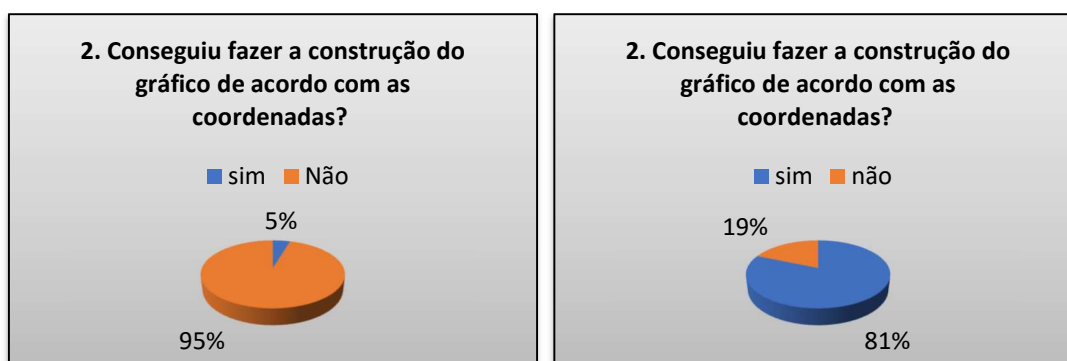 2. Conseguiu fazer a construção do
gráfico de acordo com as
coordenadas?
sim Não
5%
95%
2. Conseguiu fazer a construção do
gráfico de acordo com as
coordenadas?
sim não
19%
81%